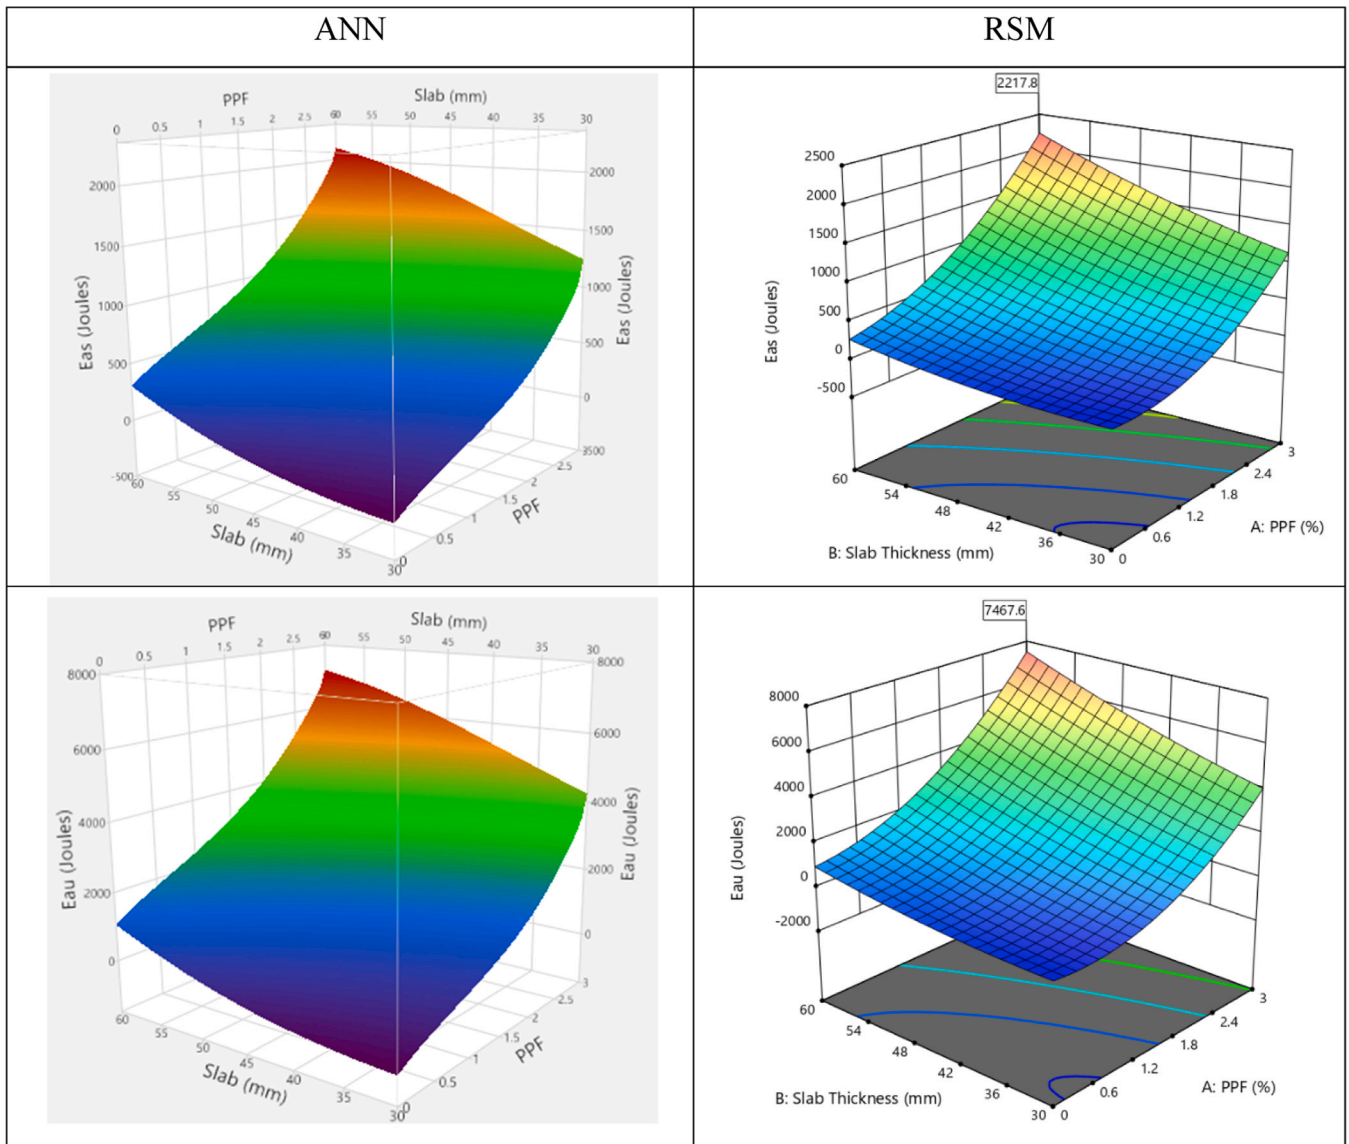 ANN
RSM
PPF
Slab (mm)
0 0.5 1 1.5 2 2.5 60 55 50 45 40 35 30
2000
1500
1000
500
0
-500
Eas (Joules)
2000
1500
1000
500
0
3500
Eas (Joules)
60 55 50 45 40 35 30
Slab (mm)
0 0.5 1 1.5 2 2.5
PPF
2217.8
2500
2000
1500
1000
500
0
-500
Eas (Joules)
60 54 48 42 36 30
B: Slab Thickness (mm)
0 0.6 1.2 1.8 2.4 3
A: PPF (%)
PPF
Slab (mm)
0 0.5 1 1.5 2 2.5 60 55 50 45 40 35 30
8000
6000
4000
2000
0
Eau (Joules)
8000
6000
4000
2000
0
Eau (Joules)
60 55 50 45 40 35 30
Slab (mm)
0 0.5 1 1.5 2 2.5 3
PPF
7467.6
8000
6000
4000
2000
0
-2000
Eau (Joules)
60 54 48 42 36 30
B: Slab Thickness (mm)
0 0.6 1.2 1.8 2.4 3
A: PPF (%)